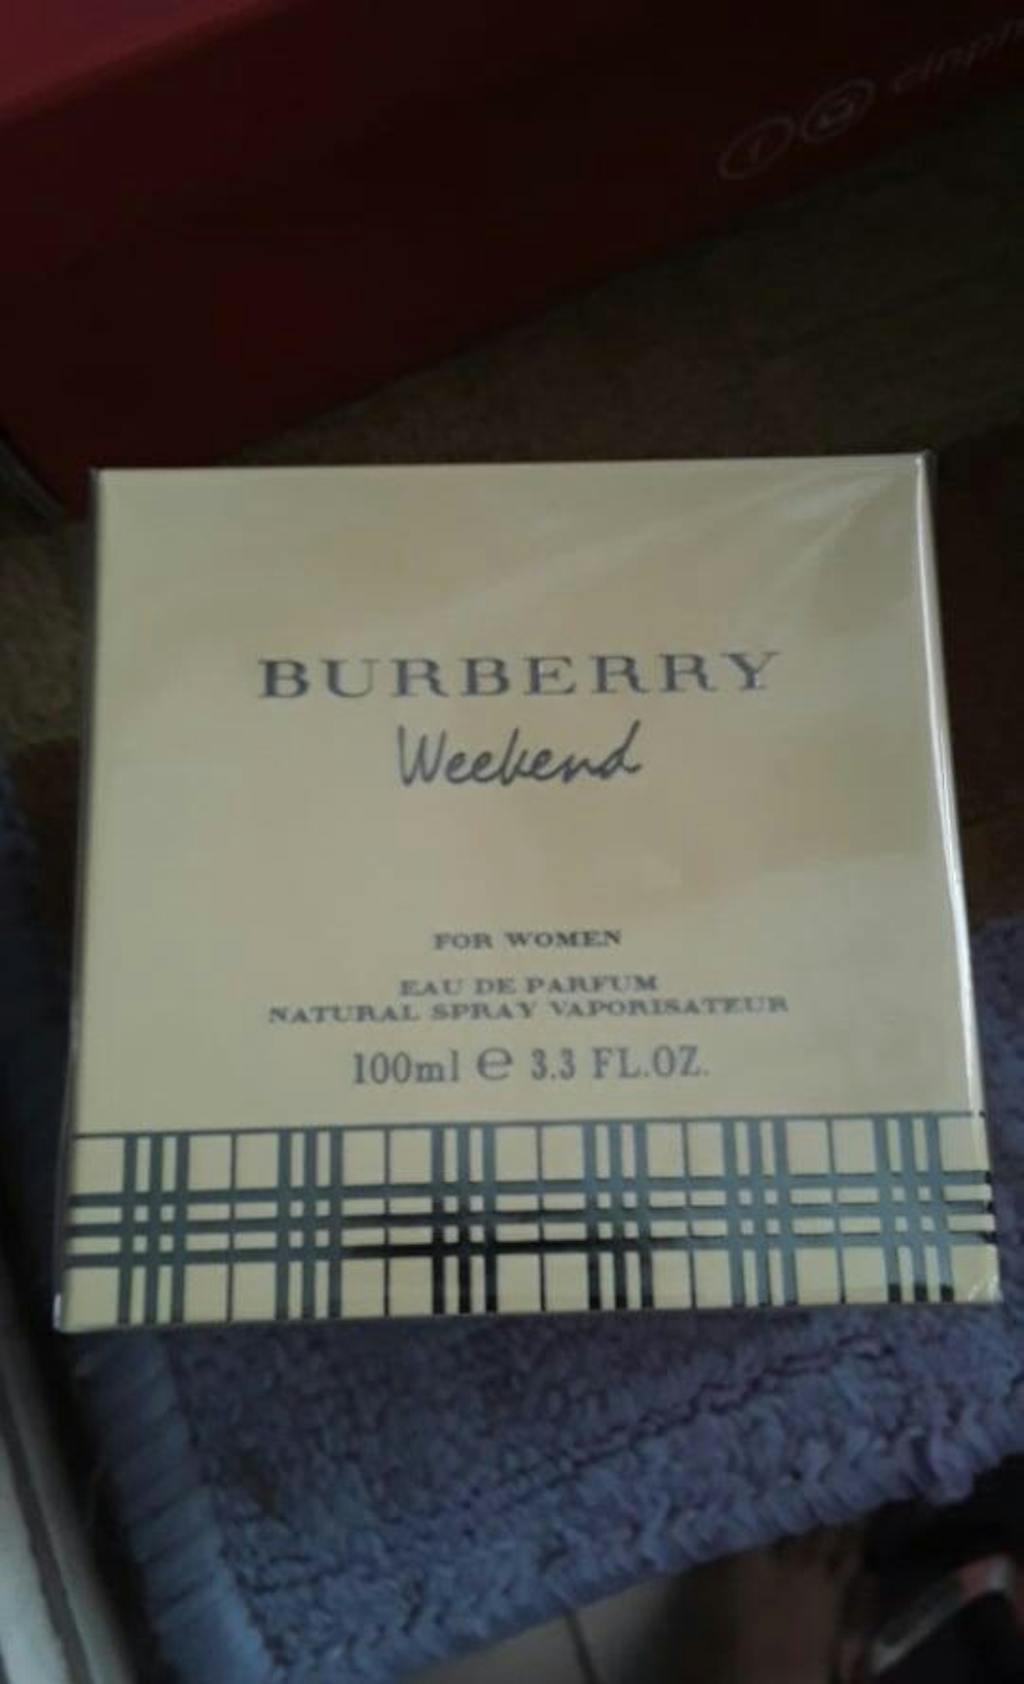 BURBERRY
Weekend
FOR WOMEN
EAU DE PARFUM
NATURAL SPRAY VAPORISATEUR
100ml e 3.3 FL.OZ.